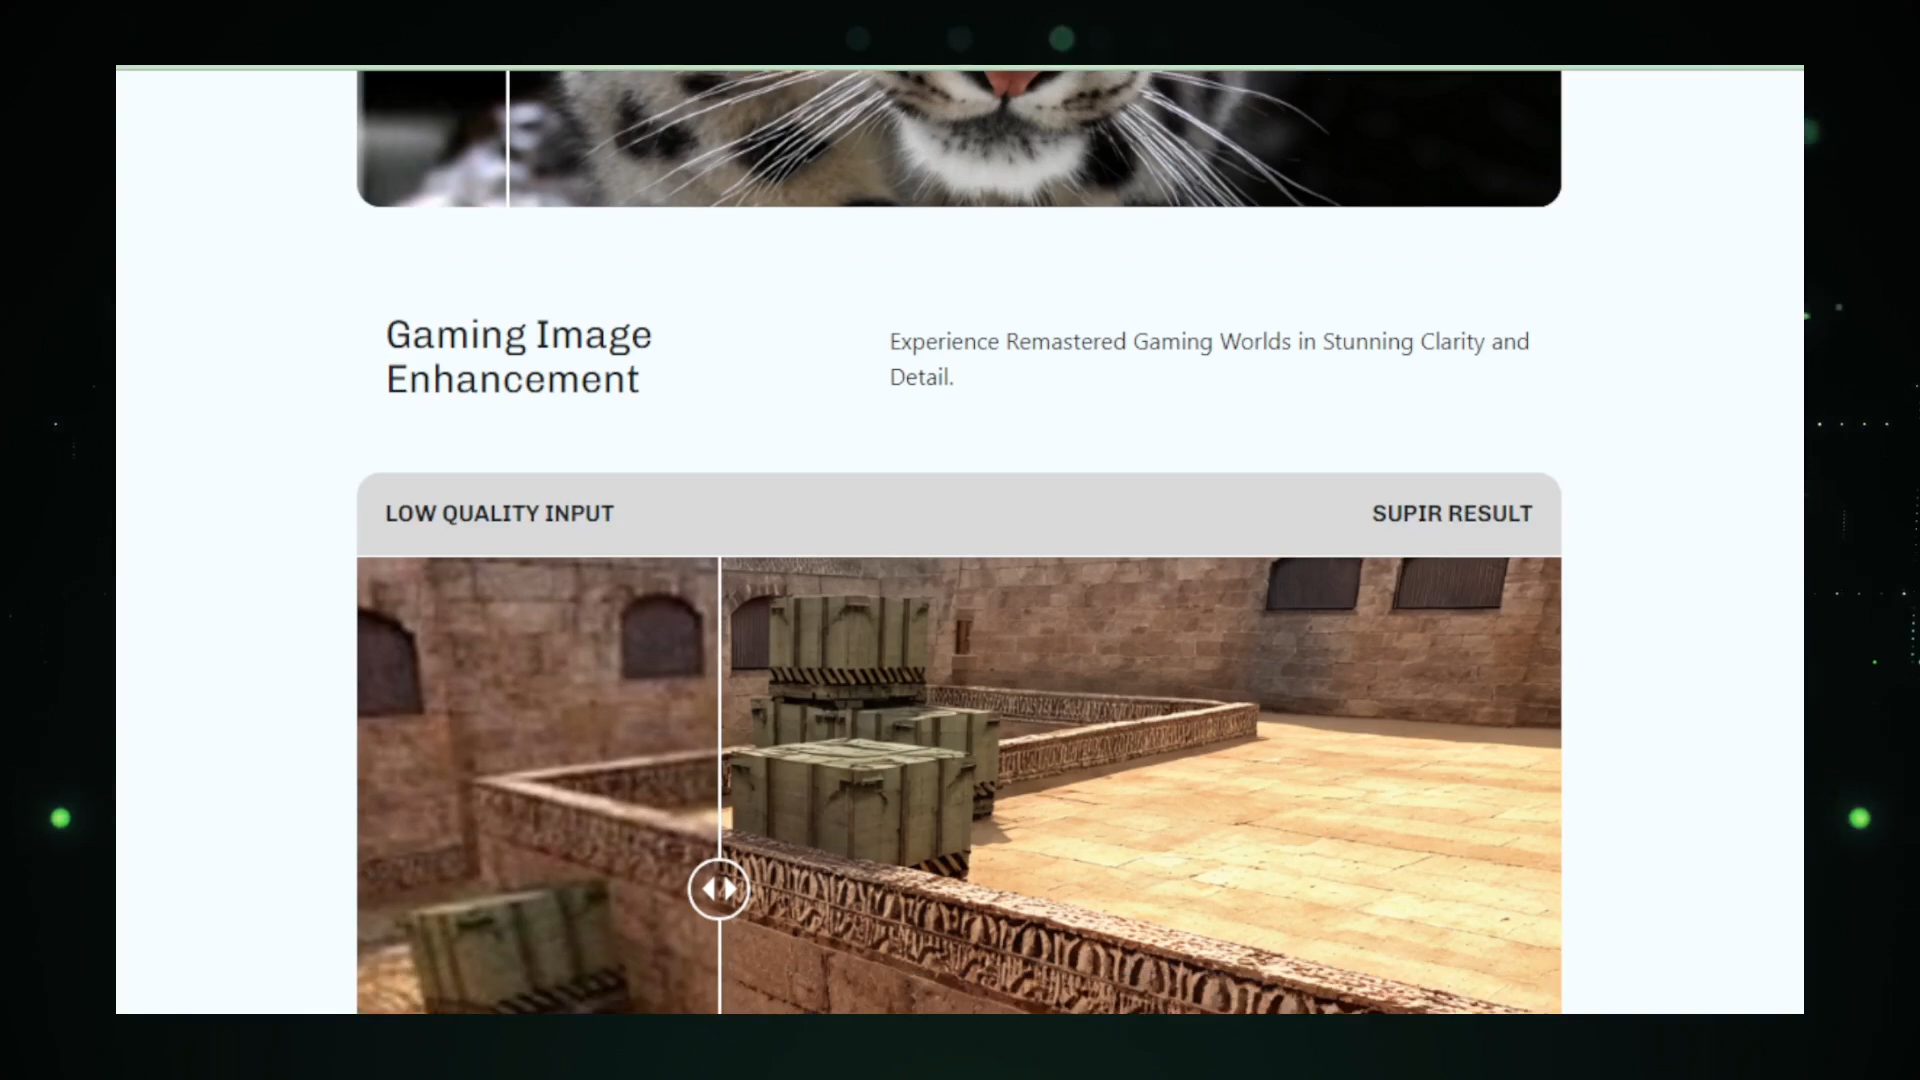 Gaming Image
Enhancement
Experience Remastered Gaming Worlds in Stunning Clarity and
Detail.
LOW QUALITY INPUT
SUPIR RESULT